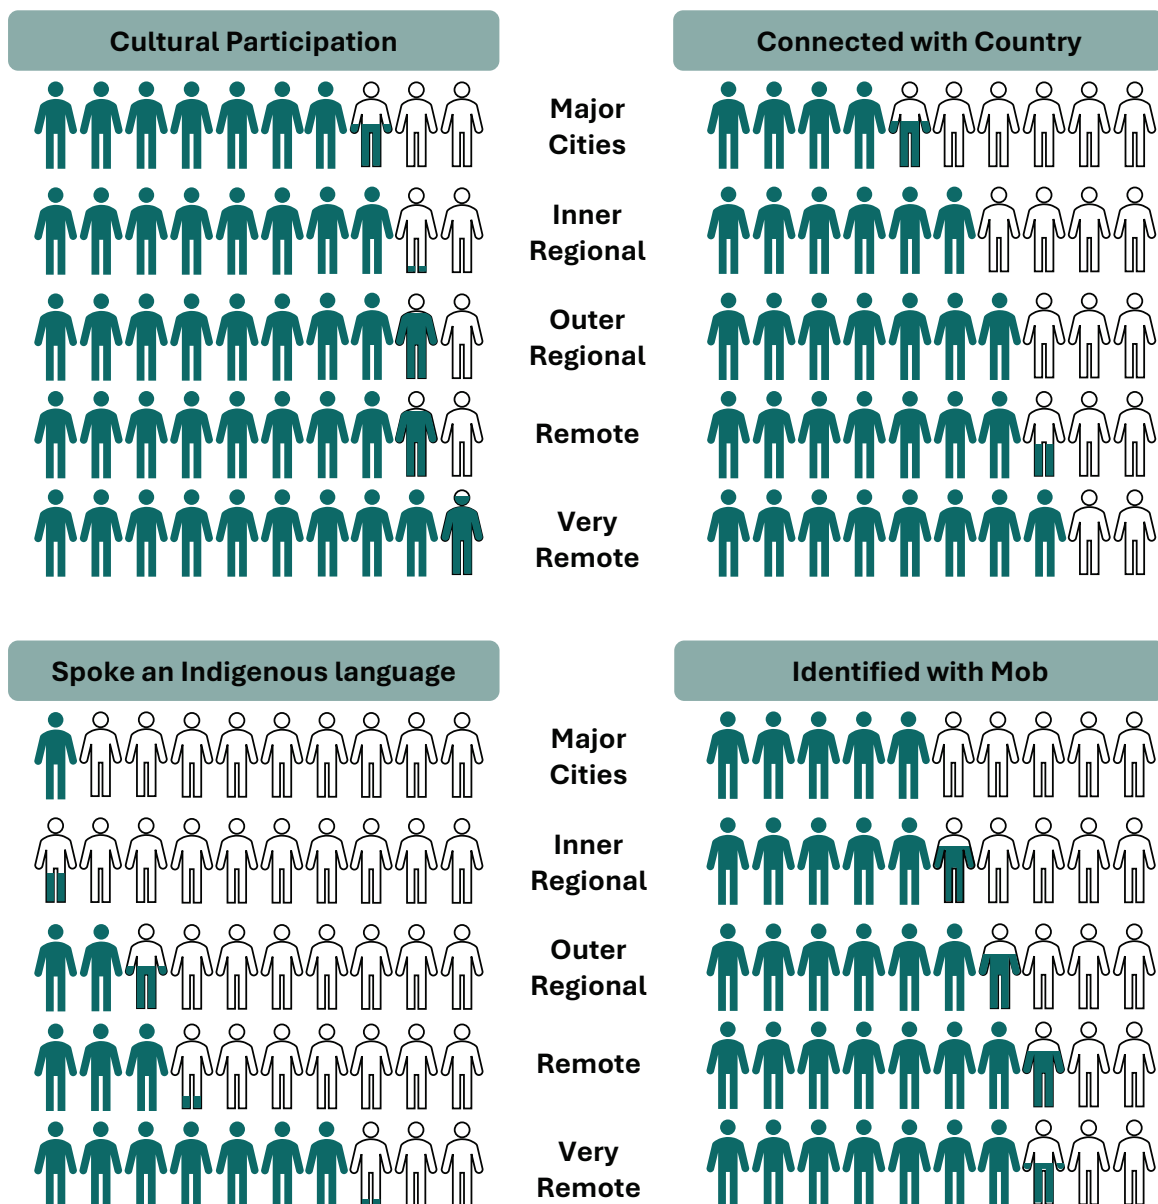 Cultural Participation
Connected with Country
Major
Cities
Inner
Regional
Outer
Regional
Remote
Very
Remote
Spoke an Indigenous language
Identified with Mob
Major
Cities
Inner
Regional
Outer
Regional
Remote
Very
Remote